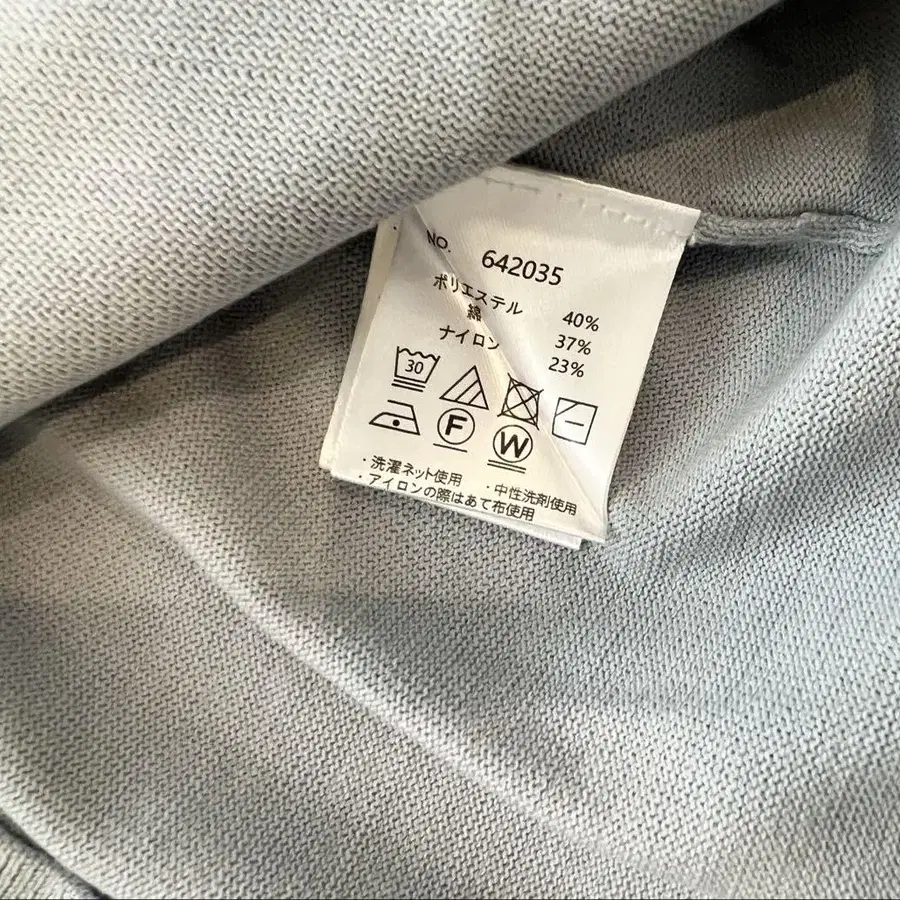 NO. 642035
ポリエステル 40%
綿 37%
ナイロン 23%
30
F W
・洗濯ネット使用 ・中性洗剤使用
・アイロンの際はあて布使用